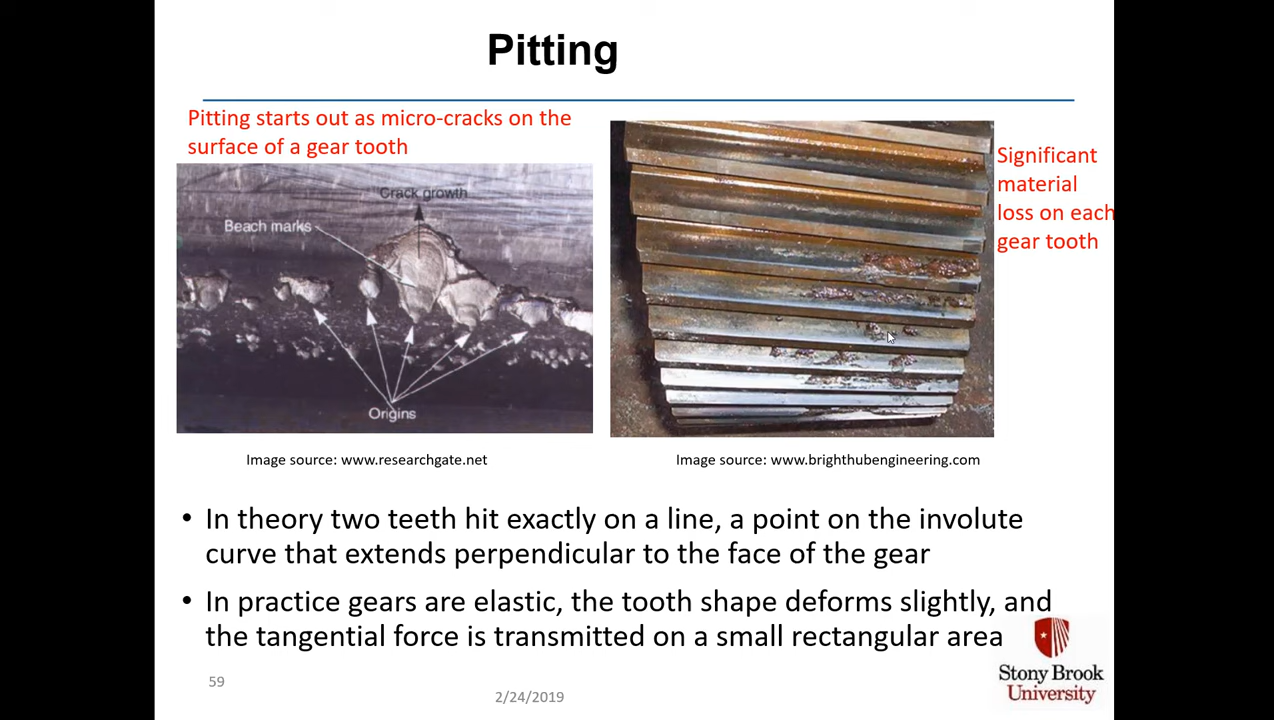 Pitting
Pitting starts out as micro-cracks on the
surface of a gear tooth
Crack growth
Beach marks
Origins
Significant
material
loss on each
gear tooth
Image source: www.researchgate.net
Image source: www.brighthubengineering.com
• In theory two teeth hit exactly on a line, a point on the involute
curve that extends perpendicular to the face of the gear
• In practice gears are elastic, the tooth shape deforms slightly, and
the tangential force is transmitted on a small rectangular area
59
2/24/2019
Stony Brook
University